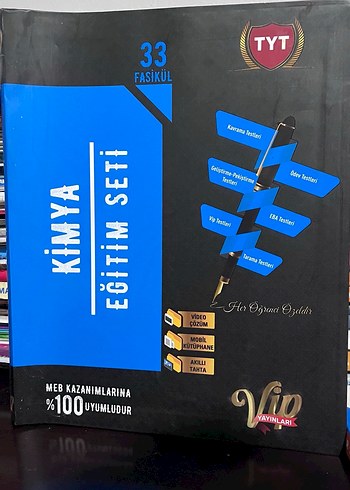 33
FASİKÜL
TYT
KİMYA
EĞİTİM SETİ
Kavrama Testleri
Geliştirme-Pekiştirme
Testleri
Ödev Testleri
Vip Testleri
EBA Testleri
Tarama Testleri
Her Öğrenci Özeldir
VİDEO
ÇÖZÜM
MOBİL
KÜTÜPHANE
AKILLI
TAHTA
MEB KAZANIMLARINA
%100 UYUMLUDUR
Vip
YAYINLARI